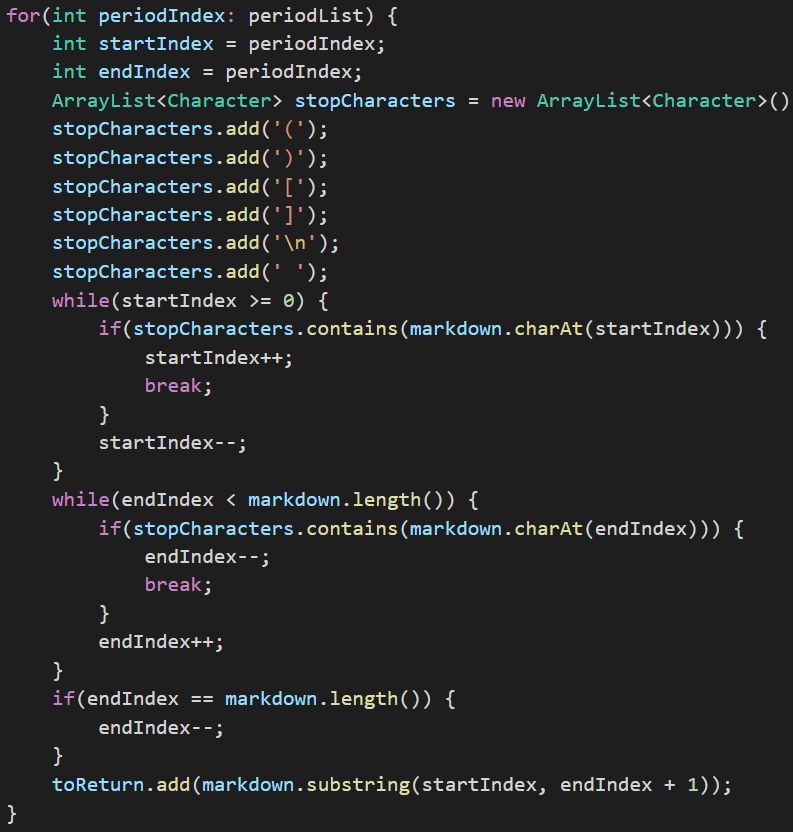 for(int periodIndex: periodList) {
    int startIndex = periodIndex;
    int endIndex = periodIndex;
    ArrayList<Character> stopCharacters = new ArrayList<Character>()
    stopCharacters.add('(');
    stopCharacters.add(')');
    stopCharacters.add('[');
    stopCharacters.add(']');
    stopCharacters.add('\n');
    stopCharacters.add(' ');
    while(startIndex >= 0) {
        if(stopCharacters.contains(markdown.charAt(startIndex))) {
            startIndex++;
            break;
        }
        startIndex--;
    }
    while(endIndex < markdown.length()) {
        if(stopCharacters.contains(markdown.charAt(endIndex))) {
            endIndex--;
            break;
        }
        endIndex++;
    }
    if(endIndex == markdown.length()) {
        endIndex--;
    }
    toReturn.add(markdown.substring(startIndex, endIndex + 1));
}